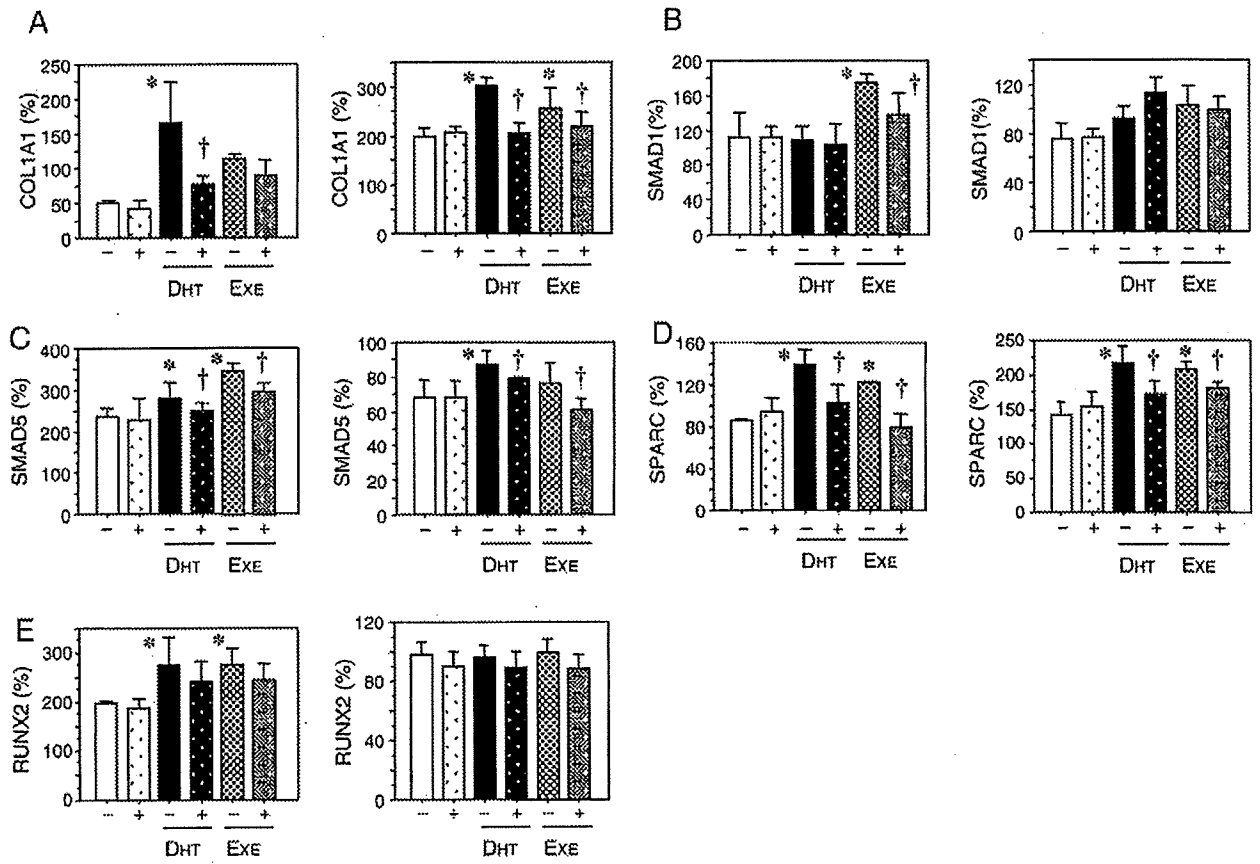 A
COL1A1 (%)
250
200
150
100
50
0
* †
− + − + − +
DHT EXE
COL1A1 (%)
300
200
100
0
* † * †
− + − + − +
DHT EXE
B
SMAD1(%)
200
160
120
80
40
0
* †
− + − + − +
DHT EXE
SMAD1(%)
120
80
40
0
− + − + − +
DHT EXE
C
SMAD5 (%)
400
300
200
100
0
* † * †
− + − + − +
DHT EXE
SMAD5 (%)
100
80
60
40
20
0
* † †
− + − + − +
DHT EXE
D
SPARC (%)
160
120
80
40
0
* † * †
− + − + − +
DHT EXE
SPARC (%)
250
200
150
100
50
0
* † * †
− + − + − +
DHT EXE
E
RUNX2 (%)
300
200
100
0
* *
− + − + − +
DHT EXE
RUNX2 (%)
120
80
40
0
− + − + − +
DHT EXE